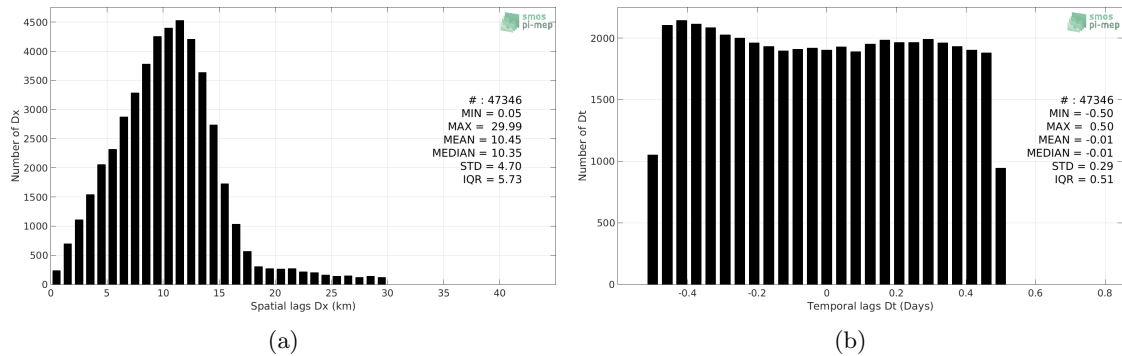 smos
pi-mep
4500
4000
3500
3000
2500
2000
1500
1000
500
0
Number of Dx
# : 47346
MIN = 0.05
MAX = 29.99
MEAN = 10.45
MEDIAN = 10.35
STD = 4.70
IQR = 5.73
0 5 10 15 20 25 30 35 40
Spatial lags Dx (km)
(a)
smos
pi-mep
2000
1500
1000
500
0
Number of Dt
# : 47346
MIN = -0.50
MAX = 0.50
MEAN = -0.01
MEDIAN = -0.01
STD = 0.29
IQR = 0.51
-0.4 -0.2 0 0.2 0.4 0.6 0.8
Temporal lags Dt (Days)
(b)